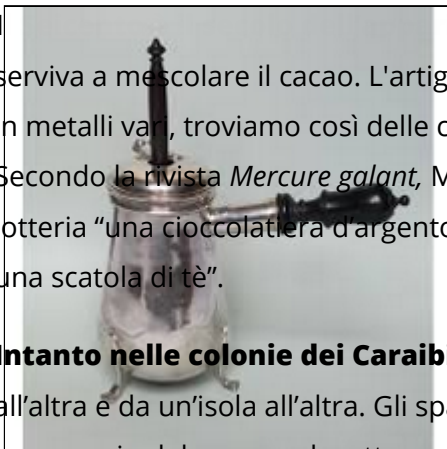 serviva a mescolare il cacao. L'artig
n metalli vari, troviamo così delle c
Secondo la rivista Mercure galant, M
otteria “una cioccolatiera d'argento
una scatola di tè”.
Intanto nelle colonie dei Caraib
all’altra e da un’isola all’altra. Gli spa